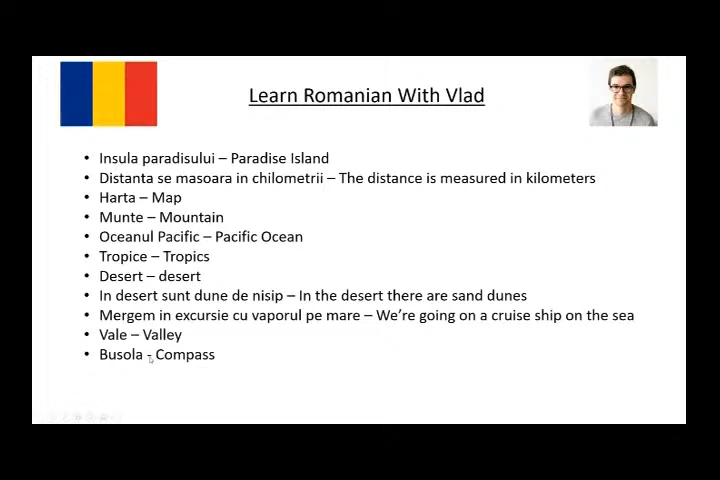 Learn Romanian With Vlad
• Insula paradisului – Paradise Island
• Distanta se masoara in chilometrii – The distance is measured in kilometers
• Harta – Map
• Munte – Mountain
• Oceanul Pacific – Pacific Ocean
• Tropice – Tropics
• Desert – desert
• In desert sunt dune de nisip – In the desert there are sand dunes
• Mergem in excursie cu vaporul pe mare – We’re going on a cruise ship on the sea
• Vale – Valley
• Busola - Compass